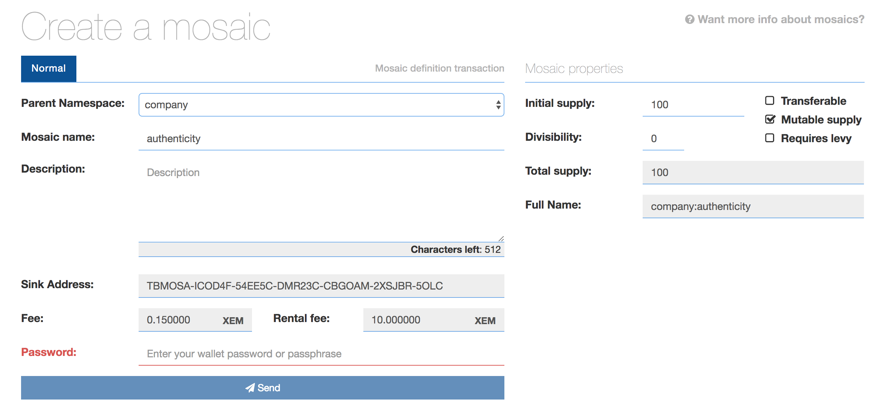 Create a mosaic
Want more info about mosaics?
Normal
Mosaic definition transaction
Parent Namespace: company
Mosaic name: authenticity
Description: Description
Characters left: 512
Sink Address: TBMOSA-ICOD4F-54EE5C-DMR23C-CBGOAM-2XSJBR-5OLC
Fee: 0.150000 XEM Rental fee: 10.000000 XEM
Password: Enter your wallet password or passphrase
Send
Mosaic properties
Initial supply: 100
Transferable
Mutable supply
Divisibility: 0
Requires levy
Total supply: 100
Full Name: company:authenticity